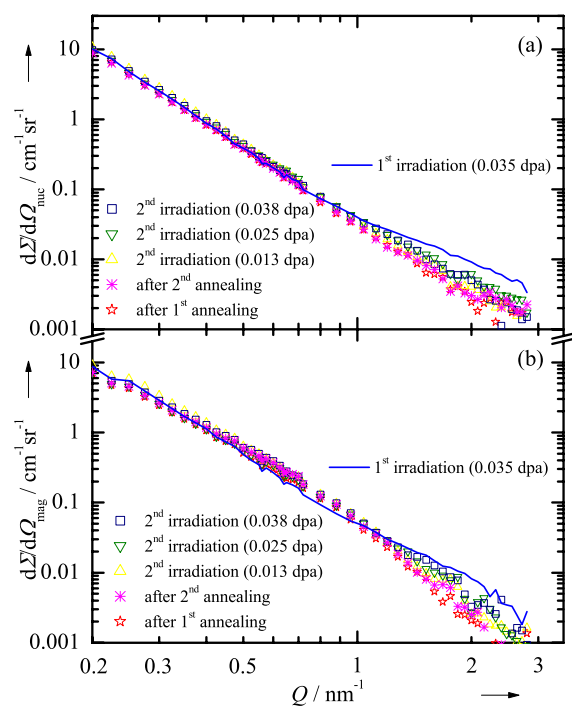 (a)
10
1
0.1
0.01
0.001
dΣ/dΩnuc / cm⁻¹ sr⁻¹
1ˢᵗ irradiation (0.035 dpa)
2ⁿᵈ irradiation (0.038 dpa)
2ⁿᵈ irradiation (0.025 dpa)
2ⁿᵈ irradiation (0.013 dpa)
after 2ⁿᵈ annealing
after 1ˢᵗ annealing
(b)
10
1
0.1
0.01
0.001
dΣ/dΩmag / cm⁻¹ sr⁻¹
1ˢᵗ irradiation (0.035 dpa)
2ⁿᵈ irradiation (0.038 dpa)
2ⁿᵈ irradiation (0.025 dpa)
2ⁿᵈ irradiation (0.013 dpa)
after 2ⁿᵈ annealing
after 1ˢᵗ annealing
0.2 0.3 0.5 1 2 3
Q / nm⁻¹